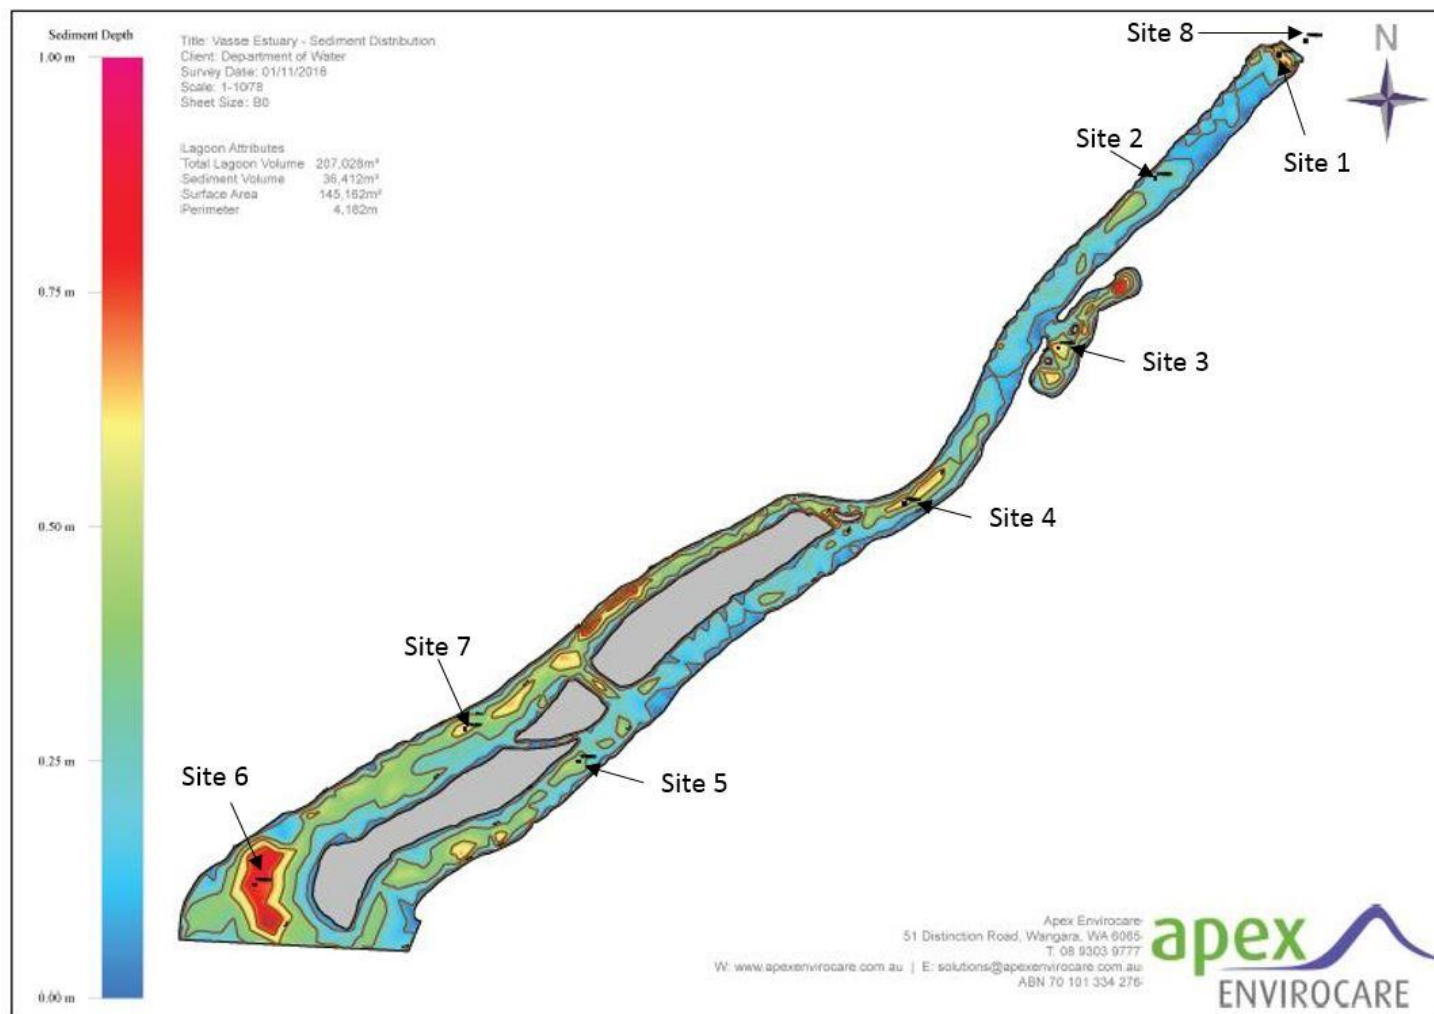 Sediment Depth
1.00 m
0.75 m
0.50 m
0.25 m
0.00 m
Title: Vasse Estuary - Sediment Distribution
Client: Department of Water
Survey Date: 01/11/2016
Scale: 1-1078
Sheet Size: B0
Lagoon Attributes
Total Lagoon Volume 207,028m³
Sediment Volume 36,412m³
Surface Area 145,162m²
Perimeter 4,182m
Site 8
N
Site 1
Site 2
Site 3
Site 4
Site 7
Site 5
Site 6
Apex Envirocare
51 Distinction Road, Wangara, WA 6065
T: 08 9303 9777
W: www.apexenvirocare.com.au | E: solutions@apexenvirocare.com.au
ABN 70 101 334 276
apex
ENVIROCARE